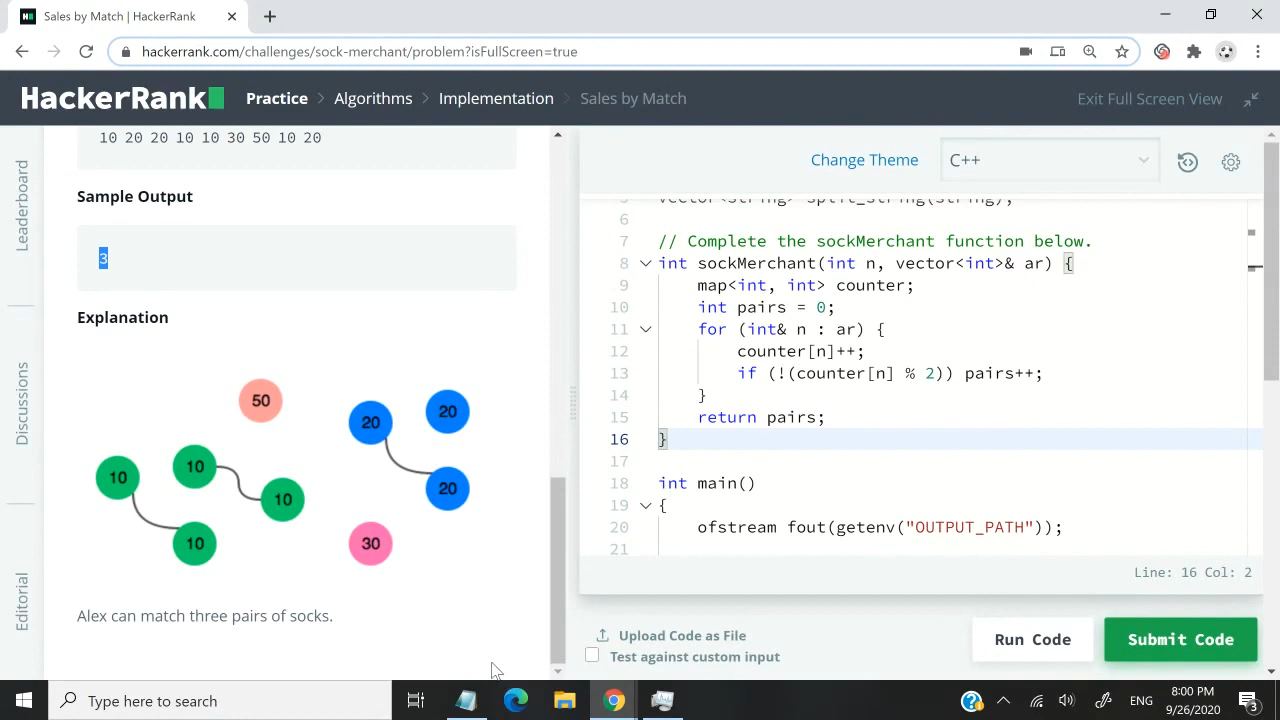 Sales by Match | HackerRank
hackerrank.com/challenges/sock-merchant/problem?isFullScreen=true
HackerRank Practice > Algorithms > Implementation > Sales by Match Exit Full Screen View
Leaderboard
Discussions
Editorial
10 20 20 10 10 30 50 10 20
Sample Output
3
Explanation
50
20
20
10
10
20
10
10
30
Alex can match three pairs of socks.
Change Theme C++
5 vector<string> split_string(string);
6
7 // Complete the sockMerchant function below.
8 int sockMerchant(int n, vector<int>& ar) {
9 map<int, int> counter;
10 int pairs = 0;
11 for (int& n : ar) {
12 counter[n]++;
13 if (!(counter[n] % 2)) pairs++;
14 }
15 return pairs;
16 }
17
18 int main()
19 {
20 ofstream fout(getenv("OUTPUT_PATH"));
21
Line: 16 Col: 2
Upload Code as File
Test against custom input
Run Code
Submit Code
Type here to search
ENG
8:00 PM
9/26/2020
3